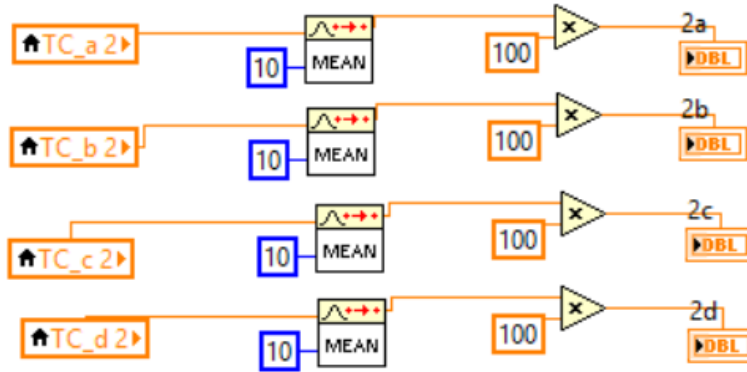 TC_a 2
10
MEAN
100
×
2a
DBL
TC_b 2
10
MEAN
100
×
2b
DBL
TC_c 2
10
MEAN
100
×
2c
DBL
TC_d 2
10
MEAN
100
×
2d
DBL